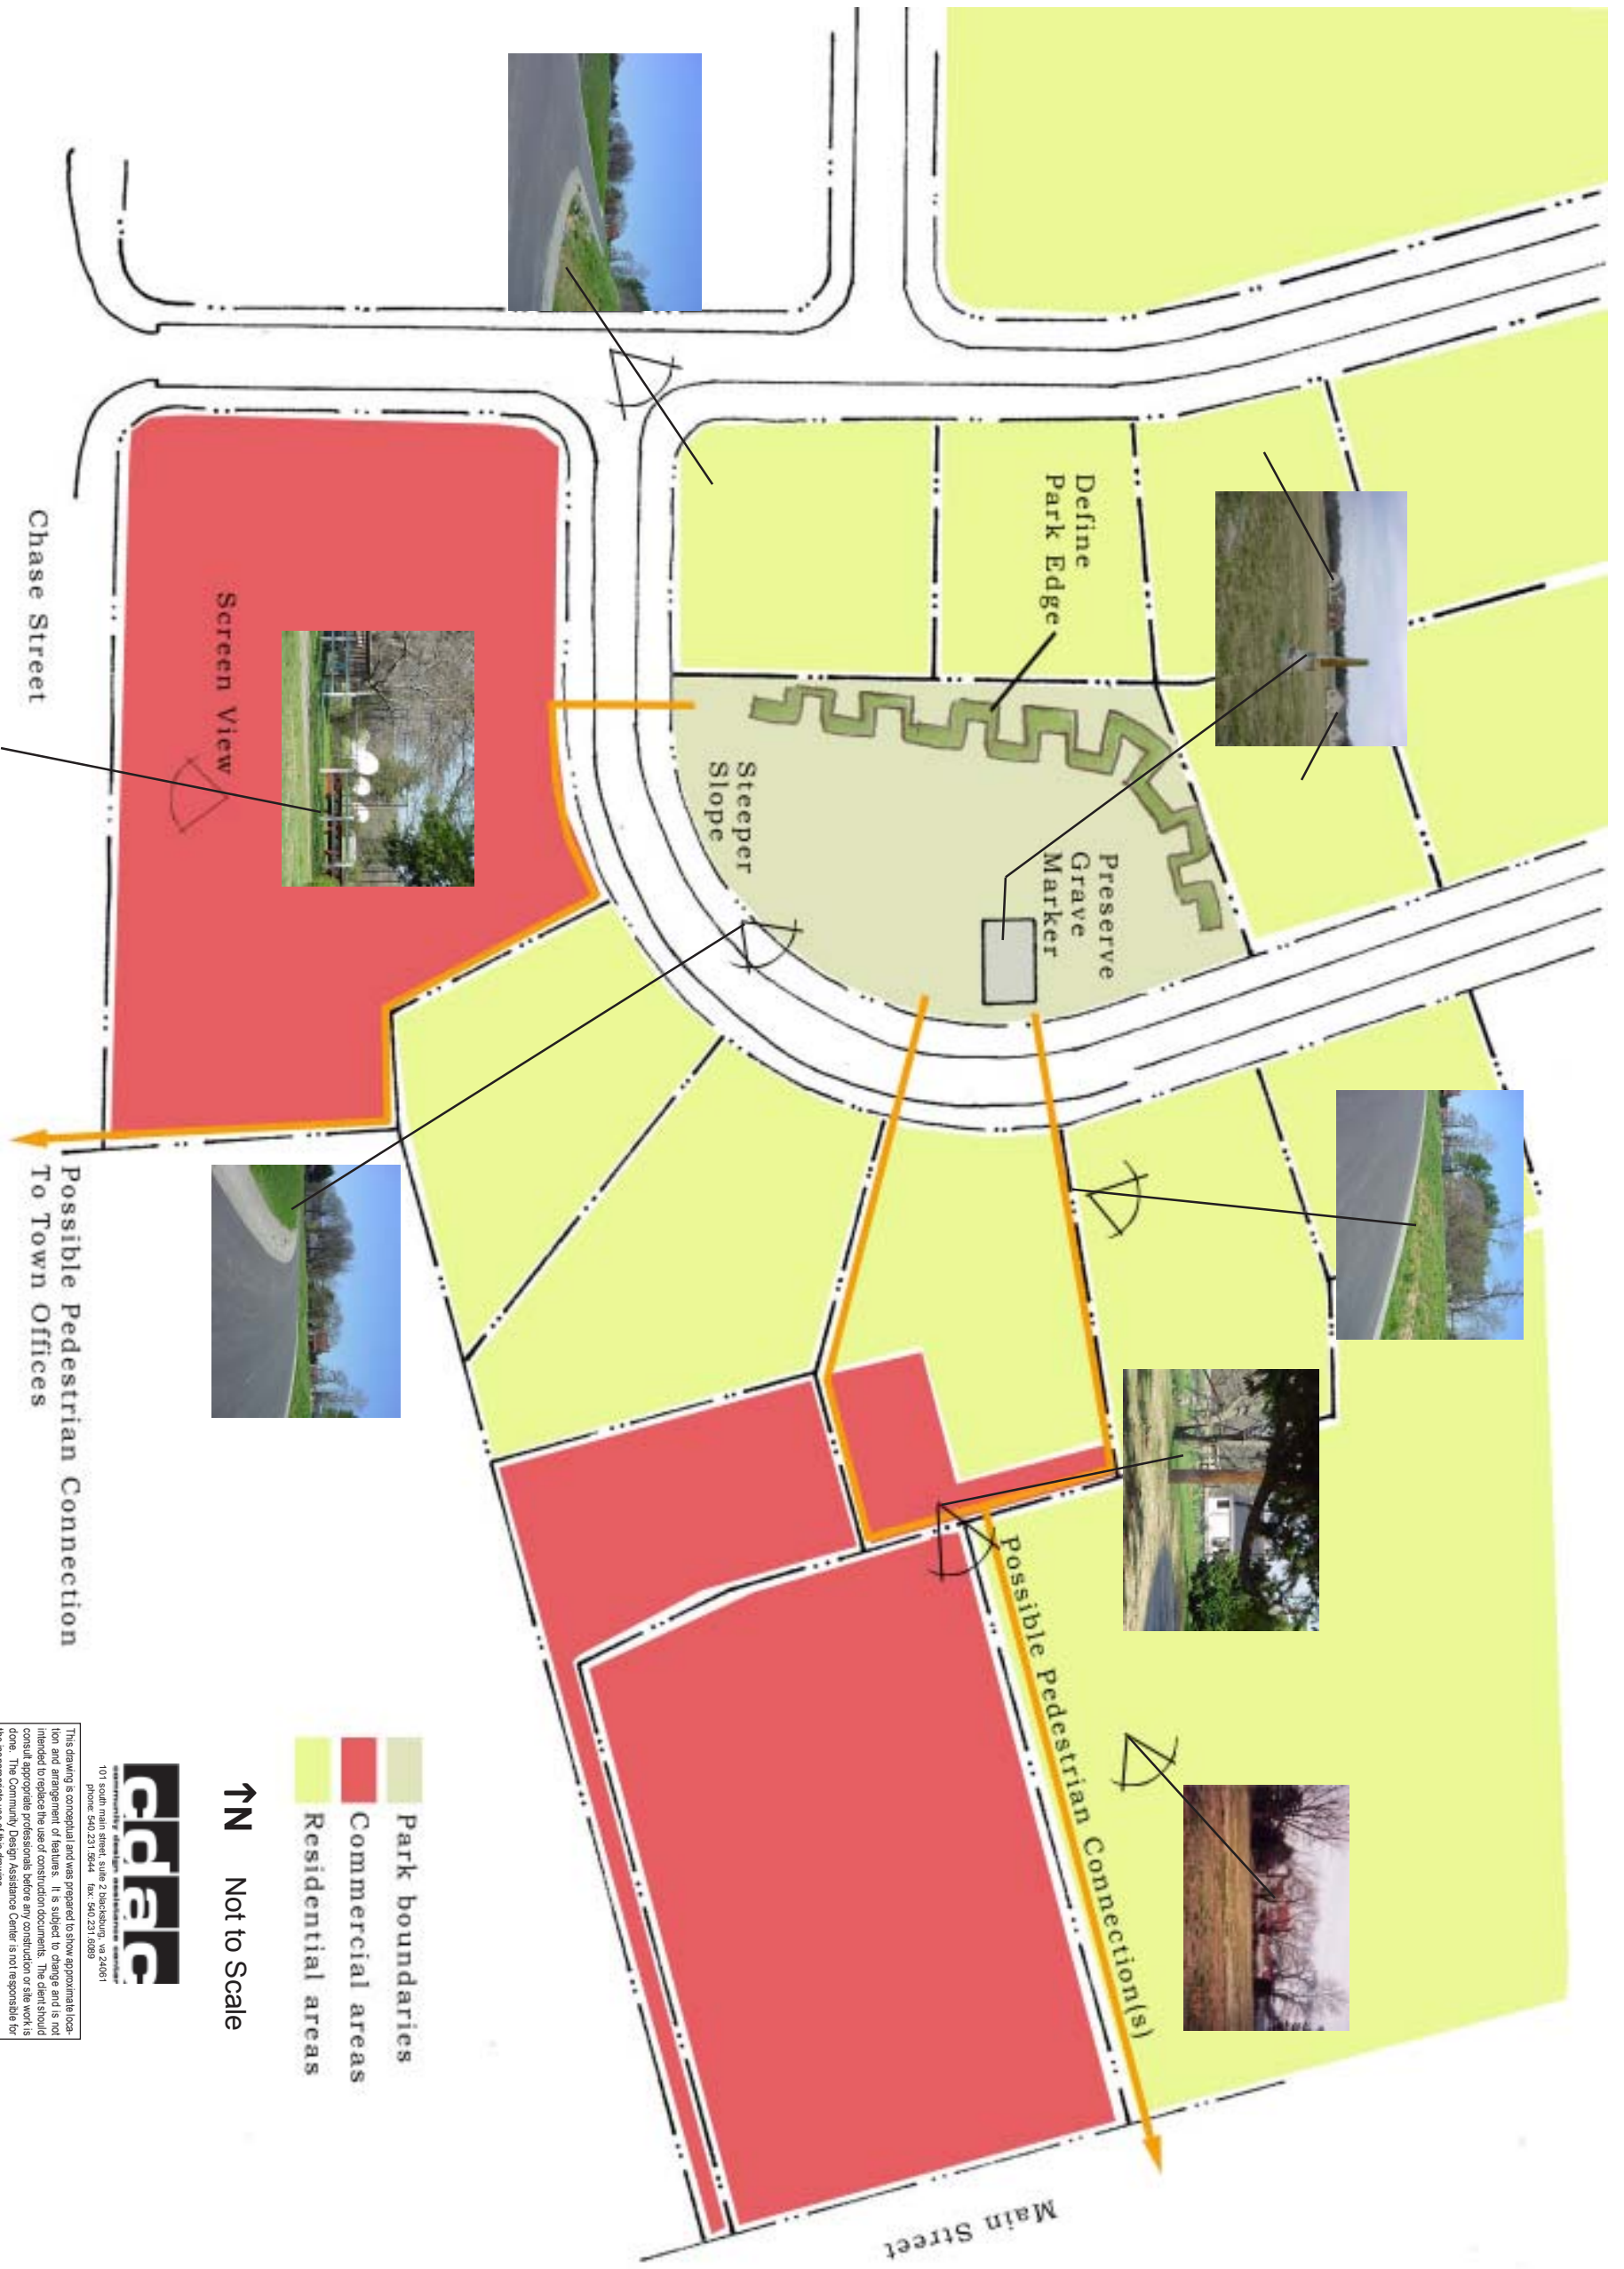 Define
Park Edge
Preserve
Grave
Marker
Steeper
Slope
Screen View
Chase Street
Possible Pedestrian Connection
To Town Offices
Possible Pedestrian Connection(s)
Main Street
Park boundaries
Commercial areas
Residential areas
↑N Not to Scale
cdac
community design assistance center
101 south main street, suite 2 blacksburg, va 24061
phone: 540.231.5644 fax: 540.231.6089
This drawing is conceptual and was prepared to show approximate loca-
tion and arrangement of features. It is subject to change and is not
intended to replace the use of construction documents. The client should
consult appropriate professionals before any construction or site work is
done. The Community Design Assistance Center is not responsible for